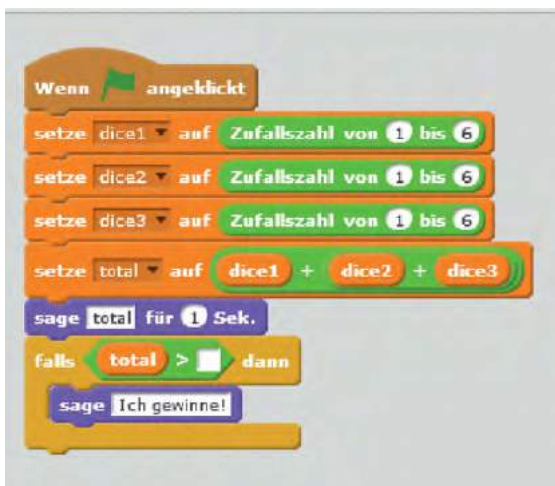 Wenn angeklickt
setze dice1 auf Zufallszahl von 1 bis 6
setze dice2 auf Zufallszahl von 1 bis 6
setze dice3 auf Zufallszahl von 1 bis 6
setze total auf dice1 + dice2 + dice3
sage total für 1 Sek.
falls total > dann
sage Ich gewinne!